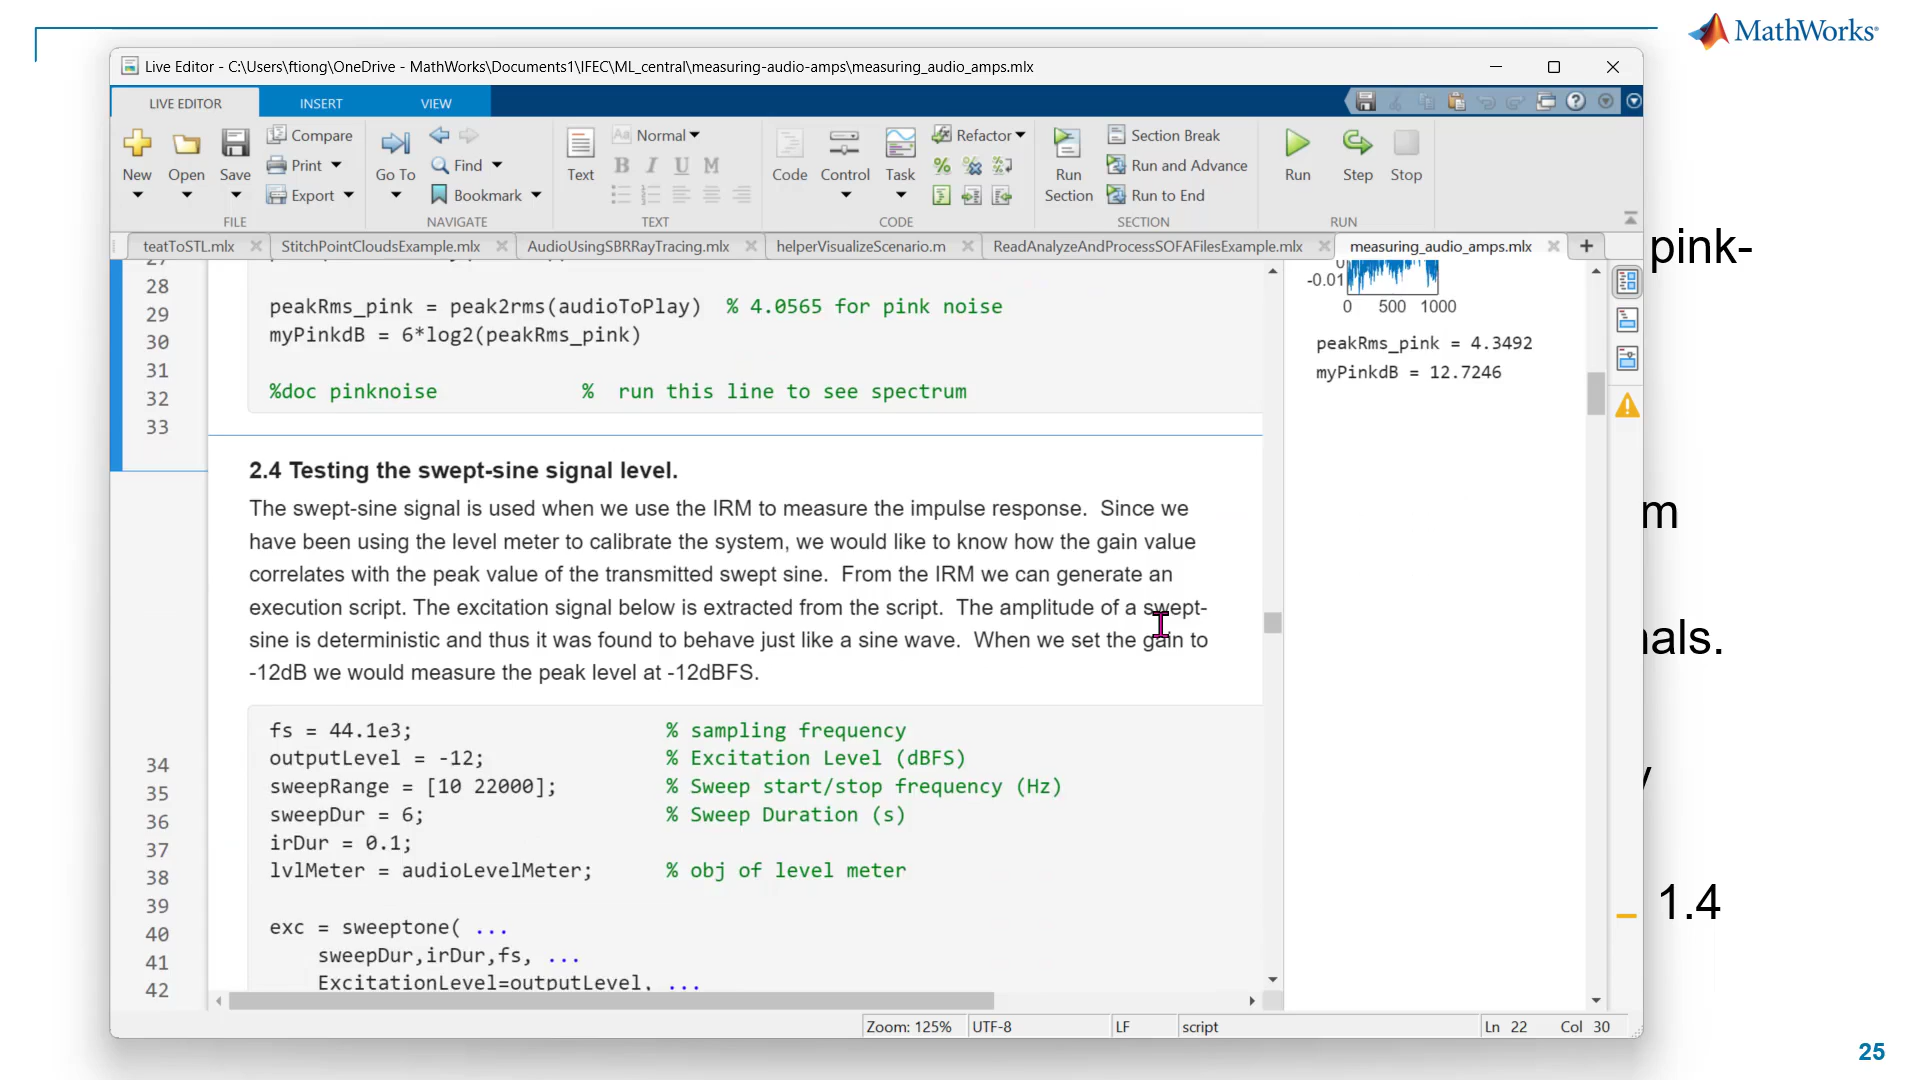 MathWorks®
Live Editor - C:\Users\ftiong\OneDrive - MathWorks\Documents1\IFEC\ML_central\measuring-audio-amps\measuring_audio_amps.mlx
LIVE EDITOR
INSERT
VIEW
New
Open
Save
Compare
Print
Export
FILE
Go To
Find
Bookmark
NAVIGATE
Text
Aa Normal
B I U M
TEXT
Code
Control
Task
Refactor
CODE
Run Section
Section Break
Run and Advance
Run to End
SECTION
Run
Step
Stop
RUN
teatToSTL.mlx
StitchPointCloudsExample.mlx
AudioUsingSBRRayTracing.mlx
helperVisualizeScenario.m
ReadAnalyzeAndProcessSOFAFilesExample.mlx
measuring_audio_amps.mlx
28
29
30
31
32
33
peakRms_pink = peak2rms(audioToPlay) % 4.0565 for pink noise
myPinkdB = 6*log2(peakRms_pink)
%doc pinknoise % run this line to see spectrum
2.4 Testing the swept-sine signal level.
The swept-sine signal is used when we use the IRM to measure the impulse response. Since we
have been using the level meter to calibrate the system, we would like to know how the gain value
correlates with the peak value of the transmitted swept sine. From the IRM we can generate an
execution script. The excitation signal below is extracted from the script. The amplitude of a swept-
sine is deterministic and thus it was found to behave just like a sine wave. When we set the gain to
-12dB we would measure the peak level at -12dBFS.
34
35
36
37
38
39
40
41
42
fs = 44.1e3; % sampling frequency
outputLevel = -12; % Excitation Level (dBFS)
sweepRange = [10 22000]; % Sweep start/stop frequency (Hz)
sweepDur = 6; % Sweep Duration (s)
irDur = 0.1;
lvlMeter = audioLevelMeter; % obj of level meter
exc = sweeptone( ...
sweepDur,irDur,fs, ...
ExcitationLevel=outputLevel, ...
0
-0.01
0 500 1000
peakRms_pink = 4.3492
myPinkdB = 12.7246
Zoom: 125%
UTF-8
LF
script
Ln 22 Col 30
pink-
m
nals.
y
1.4
25